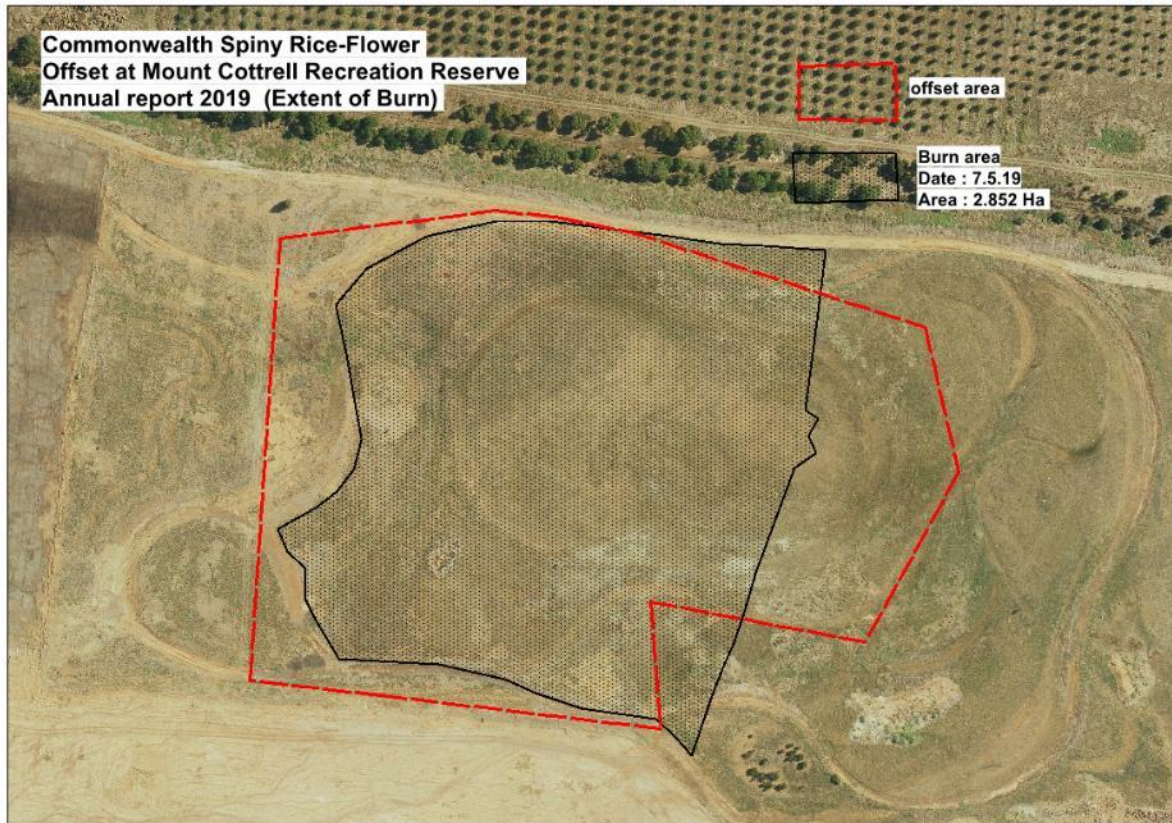 Commonwealth Spiny Rice-Flower
Offset at Mount Cottrell Recreation Reserve
Annual report 2019 (Extent of Burn)
offset area
Burn area
Date : 7.5.19
Area : 2.852 Ha